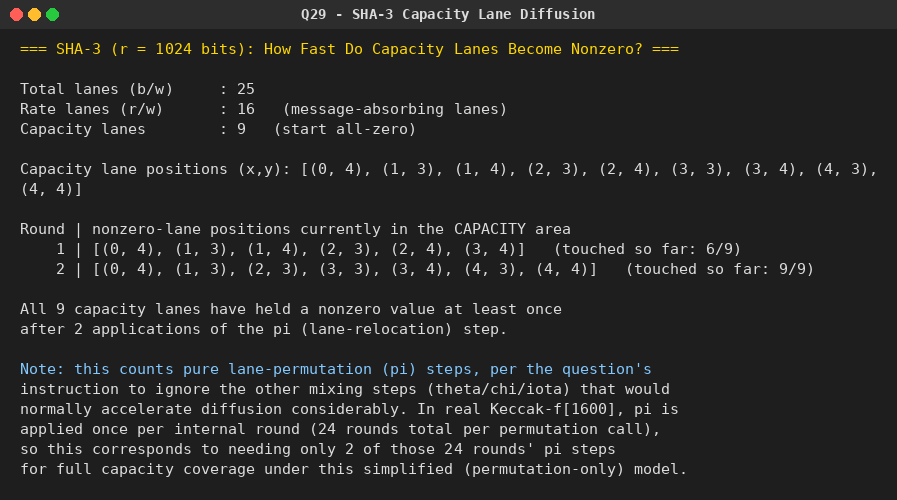 Q29 - SHA-3 Capacity Lane Diffusion
=== SHA-3 (r = 1024 bits): How Fast Do Capacity Lanes Become Nonzero? ===
Total lanes (b/w)     : 25
Rate lanes (r/w)      : 16   (message-absorbing lanes)
Capacity lanes        : 9   (start all-zero)
Capacity lane positions (x,y): [(0, 4), (1, 3), (1, 4), (2, 3), (2, 4), (3, 3), (3, 4), (4, 3),
(4, 4)]
Round | nonzero-lane positions currently in the CAPACITY area
    1 | [(0, 4), (1, 3), (1, 4), (2, 3), (2, 4), (3, 4)]   (touched so far: 6/9)
    2 | [(0, 4), (1, 3), (2, 3), (3, 3), (3, 4), (4, 3), (4, 4)]   (touched so far: 9/9)
All 9 capacity lanes have held a nonzero value at least once
after 2 applications of the pi (lane-relocation) step.
Note: this counts pure lane-permutation (pi) steps, per the question's
instruction to ignore the other mixing steps (theta/chi/iota) that would
normally accelerate diffusion considerably. In real Keccak-f[1600], pi is
applied once per internal round (24 rounds total per permutation call),
so this corresponds to needing only 2 of those 24 rounds' pi steps
for full capacity coverage under this simplified (permutation-only) model.